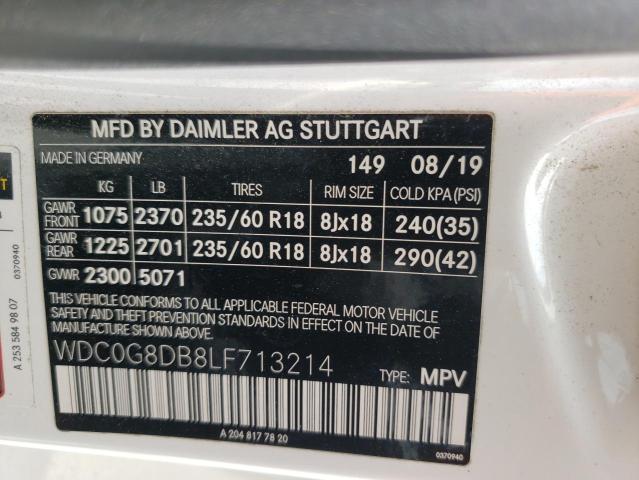 MFD BY DAIMLER AG STUTTGART
MADE IN GERMANY 149 08/19
KG LB TIRES RIM SIZE COLD KPA (PSI)
GAWR FRONT 1075 2370 235/60 R18 8Jx18 240(35)
GAWR REAR 1225 2701 235/60 R18 8Jx18 290(42)
GVWR 2300 5071
THIS VEHICLE CONFORMS TO ALL APPLICABLE FEDERAL MOTOR VEHICLE
SAFETY AND THEFT PREVENTION STANDARDS IN EFFECT ON THE DATE OF
MANUFACTURE SHOWN ABOVE.
WDC0G8DB8LF713214 TYPE: MPV
A 204 817 78 20
0370940
A 253 584 98 07
0370940